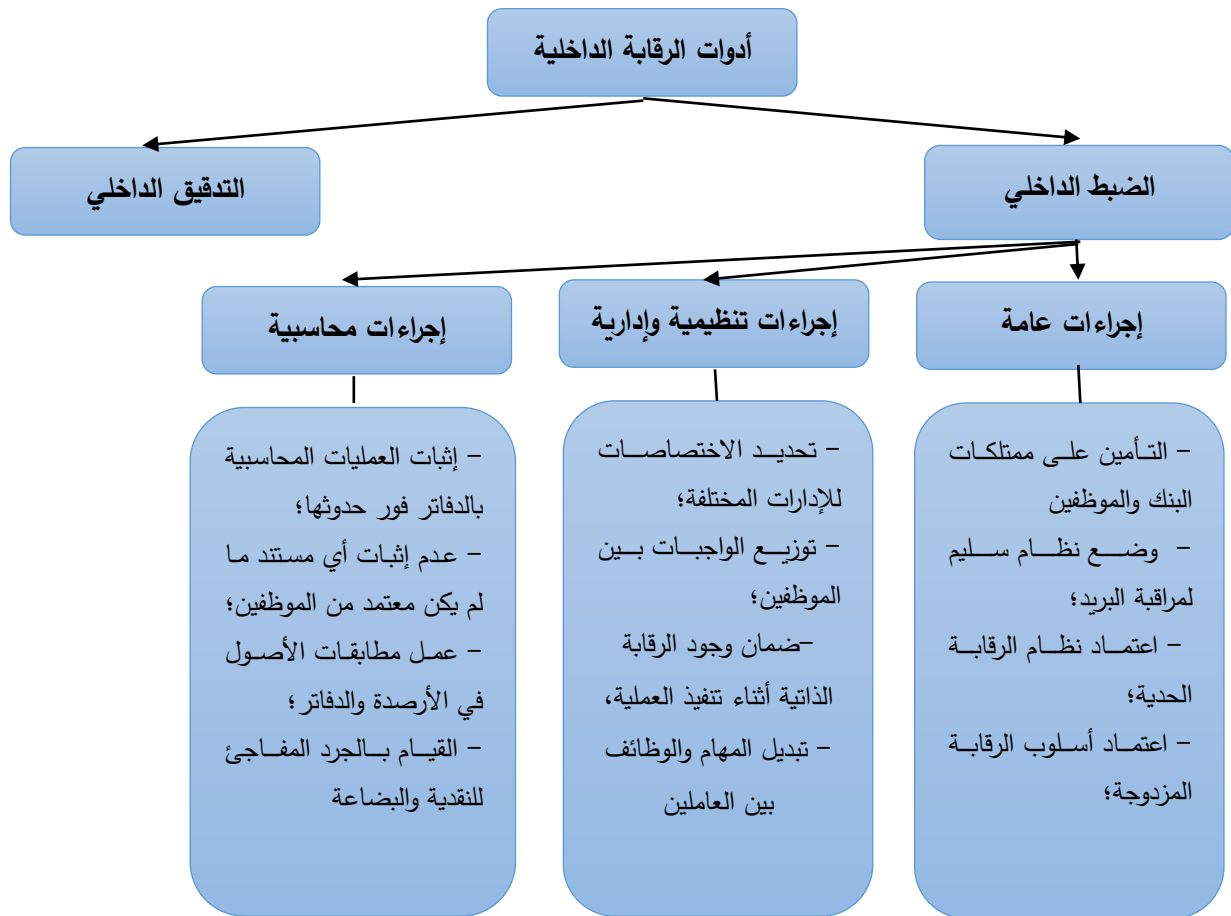 أدوات الرقابة الداخلية
الضبط الداخلي
التدقيق الداخلي
إجراءات عامة
إجراءات تنظيمية وإدارية
إجراءات محاسبية
– التأمين على ممتلكات
البنك والموظفين
– وضع نظام سليم
لمراقبة البريد؛
– اعتماد نظام الرقابة
الحدية؛
– اعتماد أسلوب الرقابة
المزدوجة؛
– تحديد الاختصاصات
للإدارات المختلفة؛
– توزيع الواجبات بين
الموظفين؛
–ضمان وجود الرقابة
الذاتية أثناء تنفيذ العملية،
– تبديل المهام والوظائف
بين العاملين
– إثبات العمليات المحاسبية
بالدفاتر فور حدوثها؛
– عدم إثبات أي مستند ما
لم يكن معتمد من الموظفين؛
– عمل مطابقات الأصول
في الأرصدة والدفاتر؛
– القيام بالجرد المفاجئ
للنقدية والبضاعة